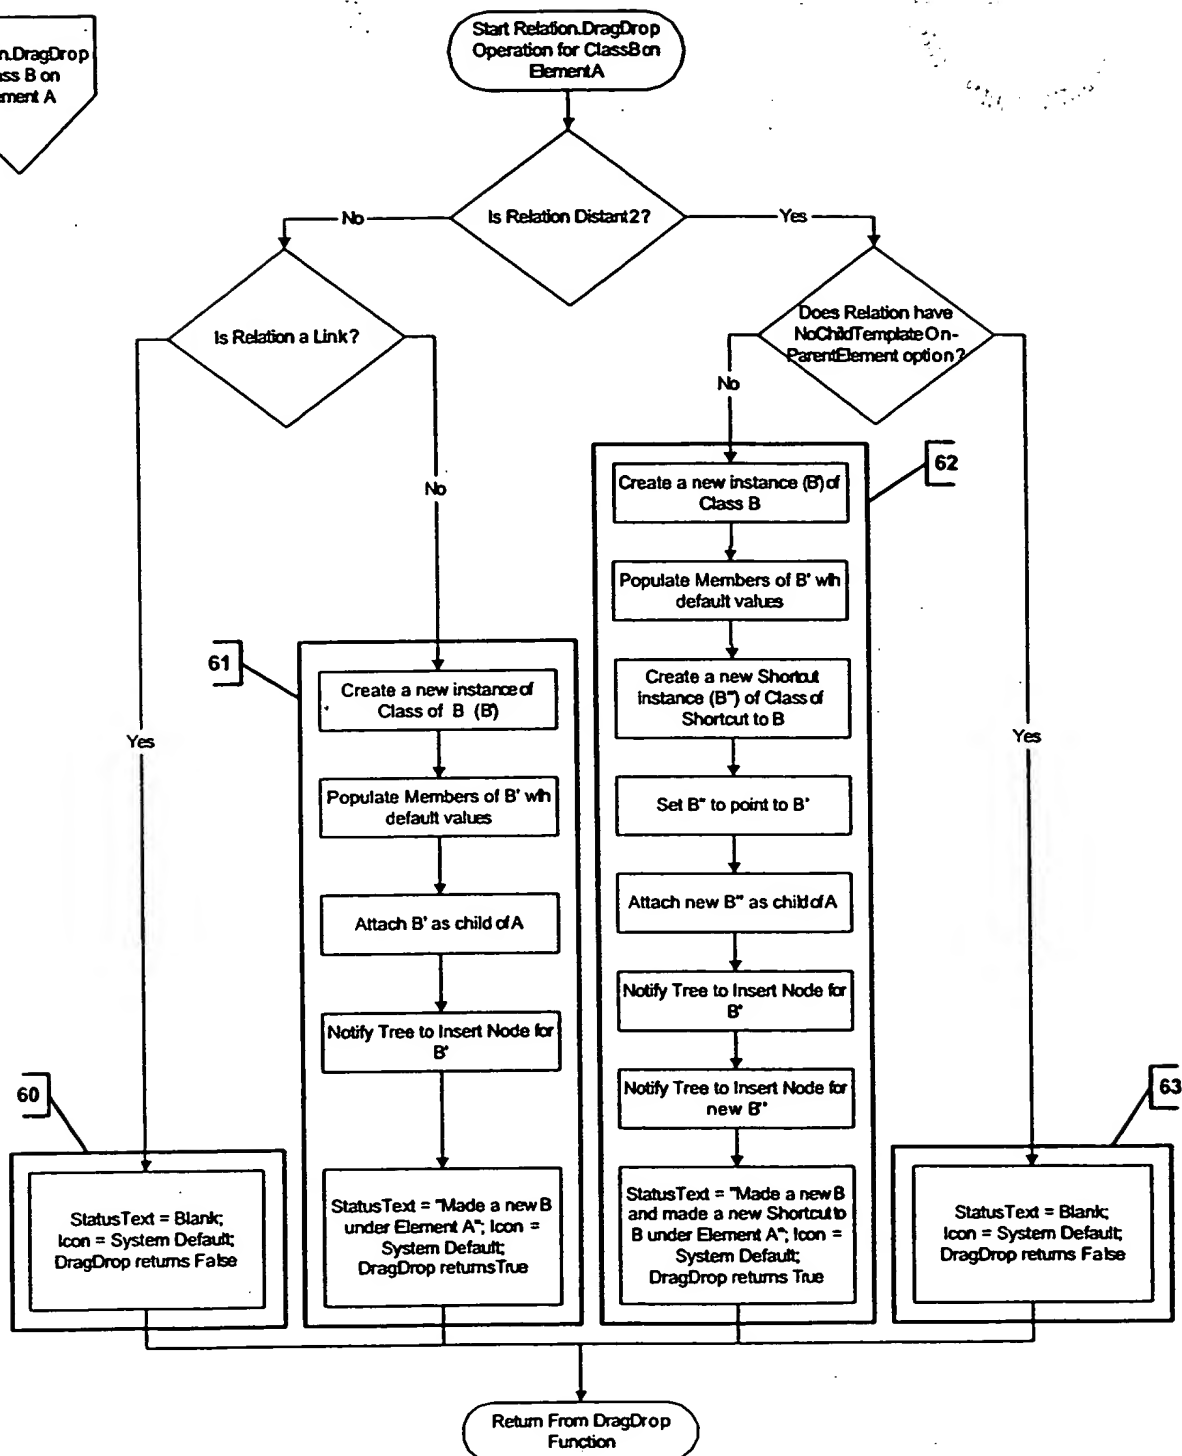 n.DragDrop
ass B on
ement A
Start Relation.DragDrop
Operation for Class B on
Element A
Is Relation Distant2?
No
Yes
Is Relation a Link?
Does Relation have
NoChildTemplateOn-
ParentElement option?
No
No
Yes
Yes
62
Create a new instance (B') of
Class B
Populate Members of B' wih
default values
Create a new Shortcut
instance (B") of Class of
Shortcut to B
Set B" to point to B'
Attach new B" as child of A
Notify Tree to Insert Node for
B'
Notify Tree to Insert Node for
new B"
StatusText = "Made a new B
and made a new Shortcut to
B under Element A"; Icon =
System Default;
DragDrop returns True
61
Create a new instance of
Class of B (B')
Populate Members of B' wih
default values
Attach B' as child of A
Notify Tree to Insert Node for
B'
StatusText = "Made a new B
under Element A"; Icon =
System Default;
DragDrop returns True
60
StatusText = Blank;
Icon = System Default;
DragDrop returns False
63
StatusText = Blank;
Icon = System Default;
DragDrop returns False
Return From DragDrop
Function